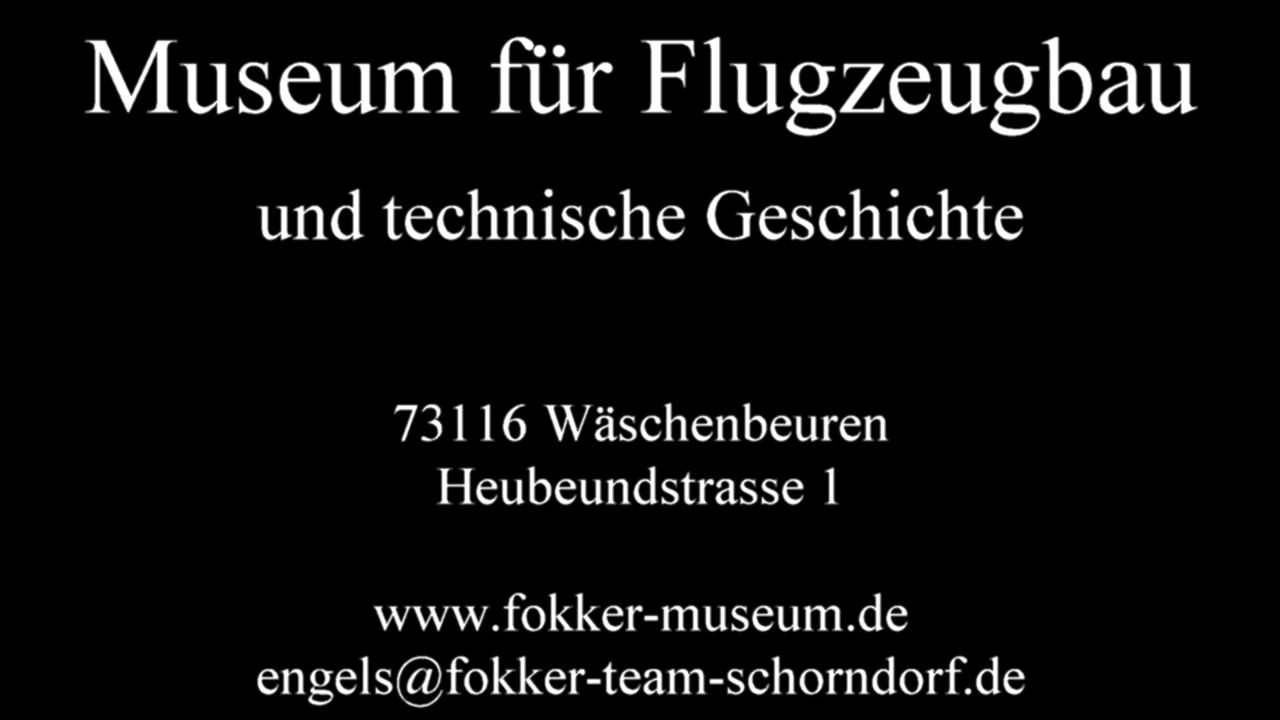 Museum für Flugzeugbau
und technische Geschichte
73116 Wäschenbeuren
Heubeundstrasse 1
www.fokker-museum.de
engels@fokker-team-schorndorf.de